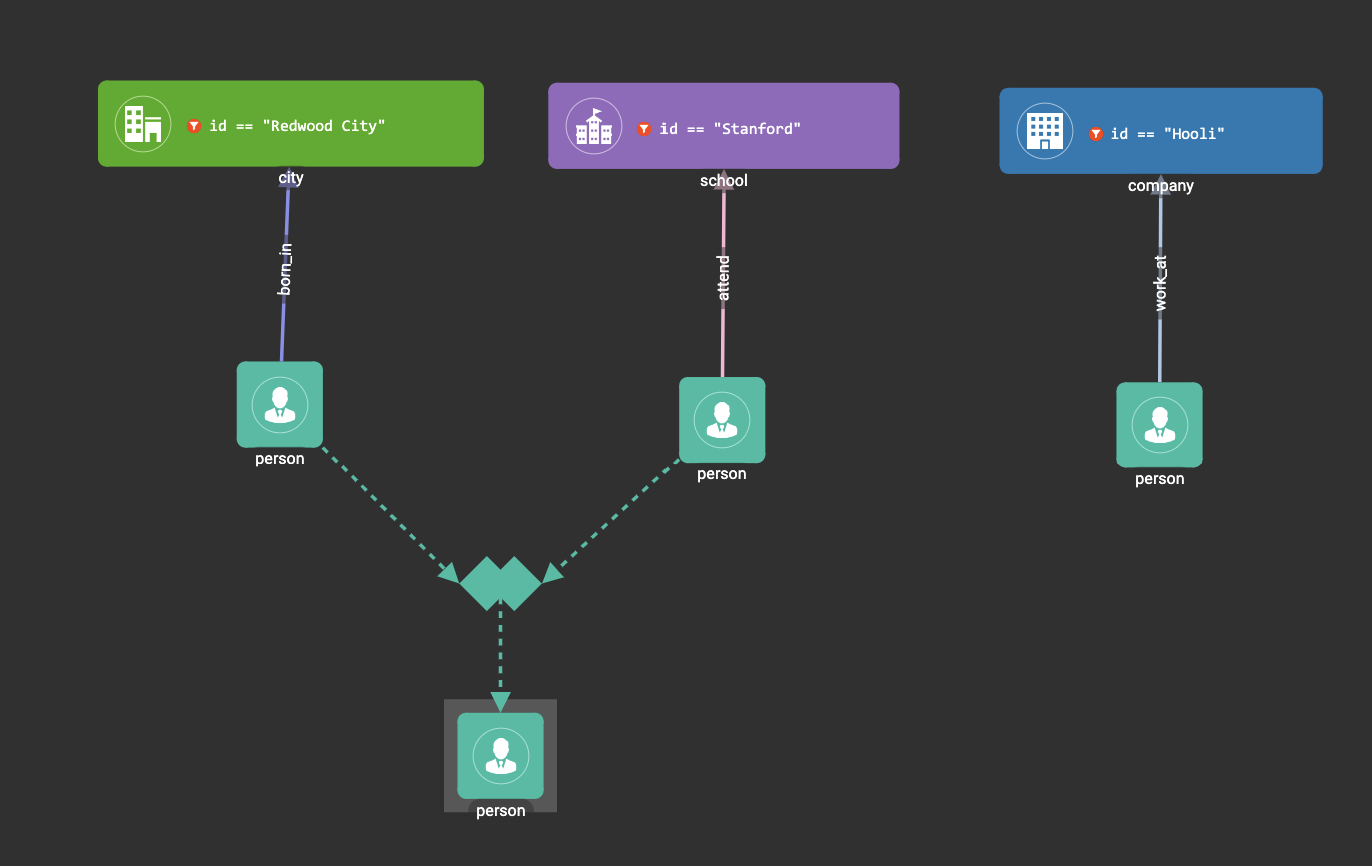 id == "Redwood City"
id == "Stanford"
id == "Hooli"
city
school
company
born_in
attend
work_at
person
person
person
person